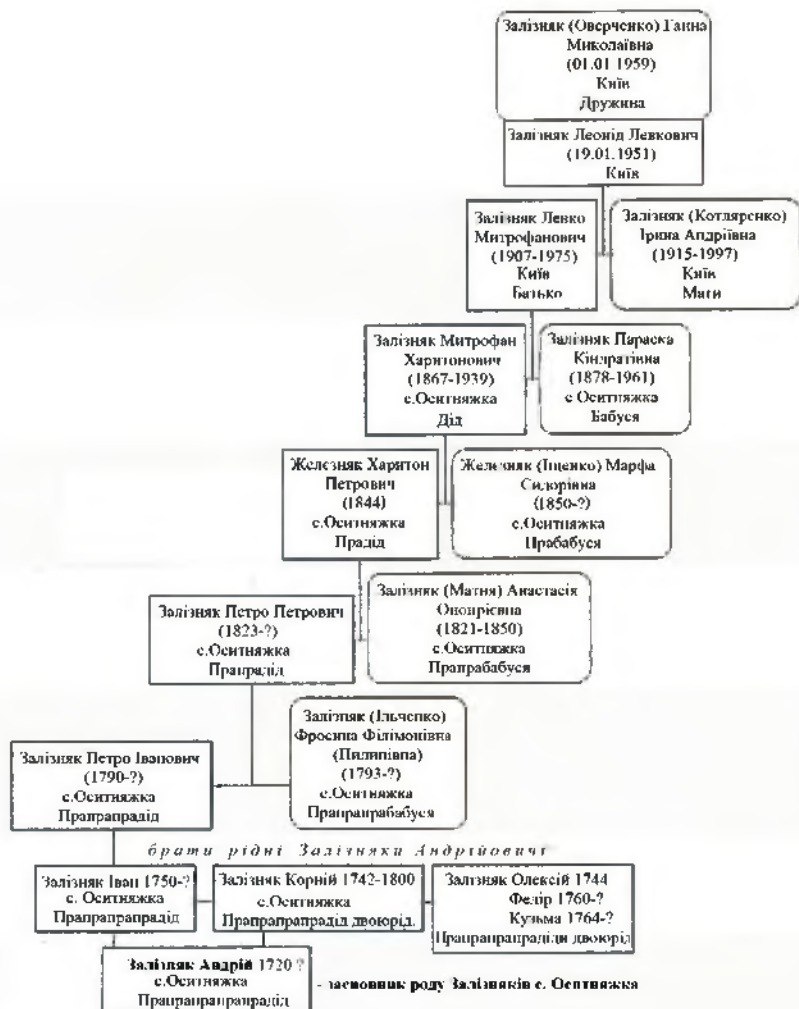 Залізняк (Оверченко) Ганна
Миколаївна
(01.01 1959)
Київ
Дружина
Залізняк Леонід Левкович
(19.01.1951)
Київ
Залізняк Левко
Митрофанович
(1907-1975)
Київ
Батько
Залізняк (Котляренко)
Ірина Андріївна
(1915-1997)
Київ
Мати
Залізняк Митрофан
Харитонович
(1867-1939)
с.Оситняжка
Дід
Залізняк Параска
Кіндратівна
(1878-1961)
с Оситняжка
Бабуся
Железняк Харитон
Петрович
(1844)
с.Оситняжка
Прадід
Железняк (Іщенко) Марфа
Сидорівна
(1850-?)
с.Оситняжка
Прабабуся
Залізняк Петро Петрович
(1823-?)
с.Оситняжка
Прапрадід
Залізняк (Матня) Анастасія
Онопріївна
(1821-1850)
с.Оситняжка
Прапрабабуся
Залізняк (Ільченко)
Фросина Філімонівна
(Пилипівна)
(1793-?)
с.Оситняжка
Прапрапрабабуся
Залізняк Петро Іванович
(1790-?)
с.Оситняжка
Прапрапрадід
брати рідні Залізняки Андрійовичі
Залізняк Іван 1750-?
с. Оситняжка
Прапрапрапрадід
Залізняк Корній 1742-1800
с.Оситняжка
Прапрапрапрадід двоюрід.
Залізняк Олексій 1744
Федір 1760-?
Кузьма 1764-?
Прапрапрапрадіди двоюрід
Залізняк Андрій 1720 ?
с.Оситняжка
Прапрапрапрапрадід
- засновник роду Залізняків с. Оситняжка